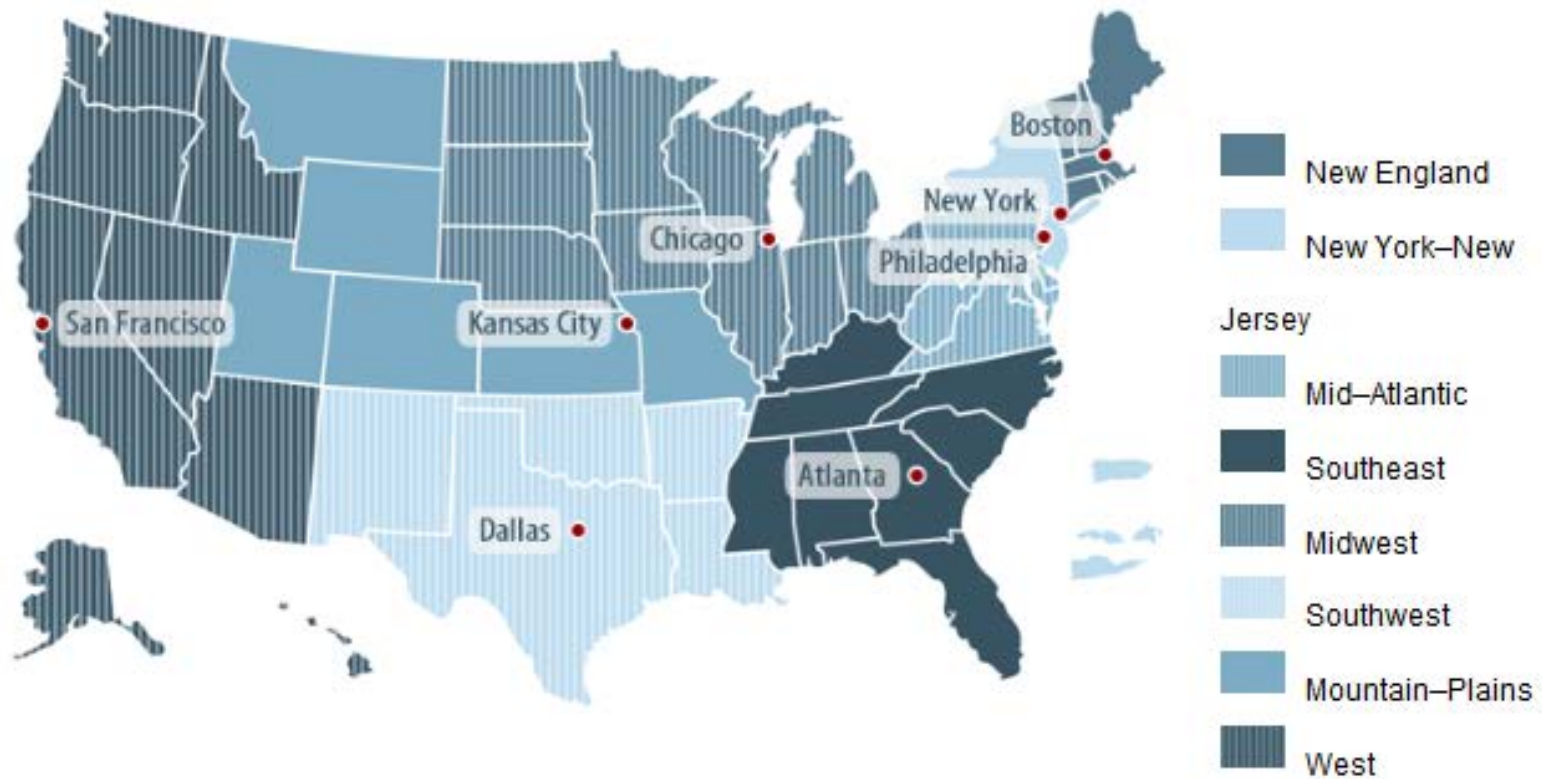 Boston
New York
Chicago
Philadelphia
San Francisco
Kansas City
Atlanta
Dallas
New England
New York–New
Jersey
Mid–Atlantic
Southeast
Midwest
Southwest
Mountain–Plains
West